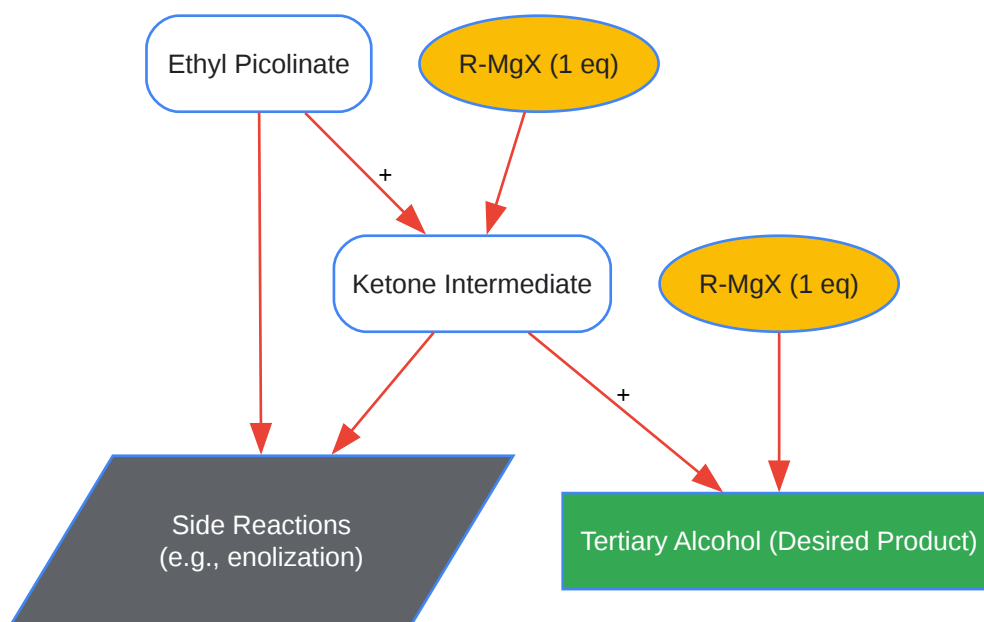 Ethyl Picolinate
R-MgX (1 eq)
+
Ketone Intermediate
R-MgX (1 eq)
+
Side Reactions
(e.g., enolization)
Tertiary Alcohol (Desired Product)